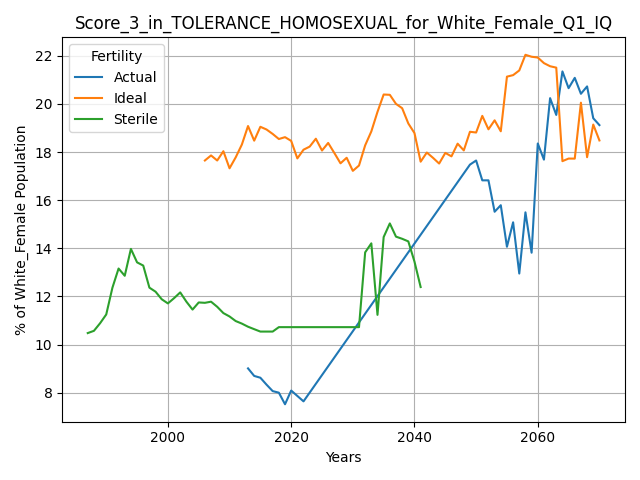 Score_3_in_TOLERANCE_HOMOSEXUAL_for_White_Female_Q1_IQ
Fertility
Actual
Ideal
Sterile
% of White_Female Population
22
20
18
16
14
12
10
8
2000
2020
2040
2060
Years